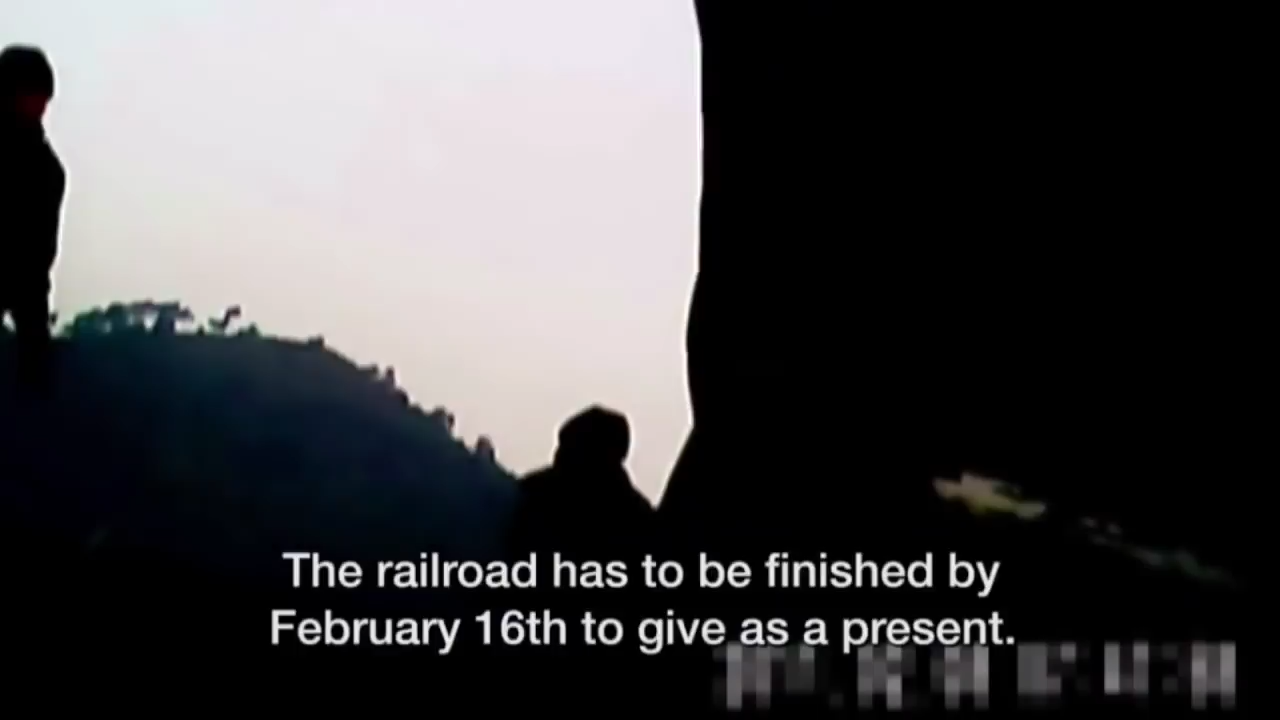 The railroad has to be finished by
February 16th to give as a present.